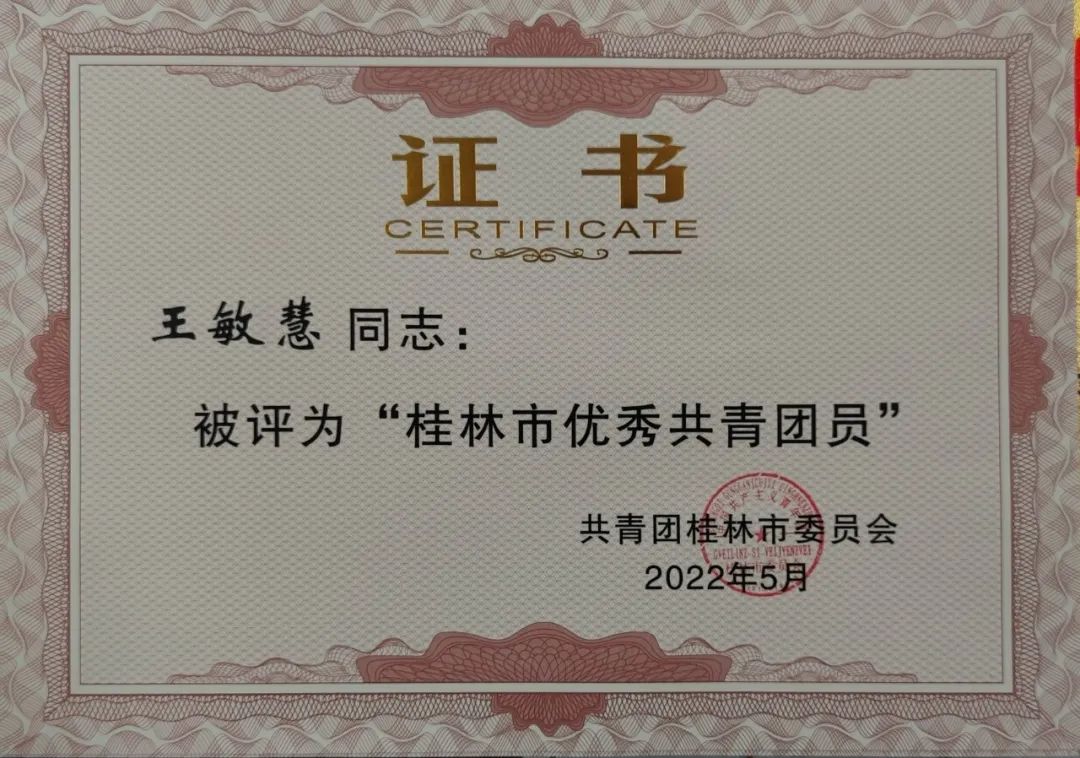 证 书
CERTIFICATE
王敏慧 同志：
被评为“桂林市优秀共青团员”
共青团桂林市委员会
2022年5月